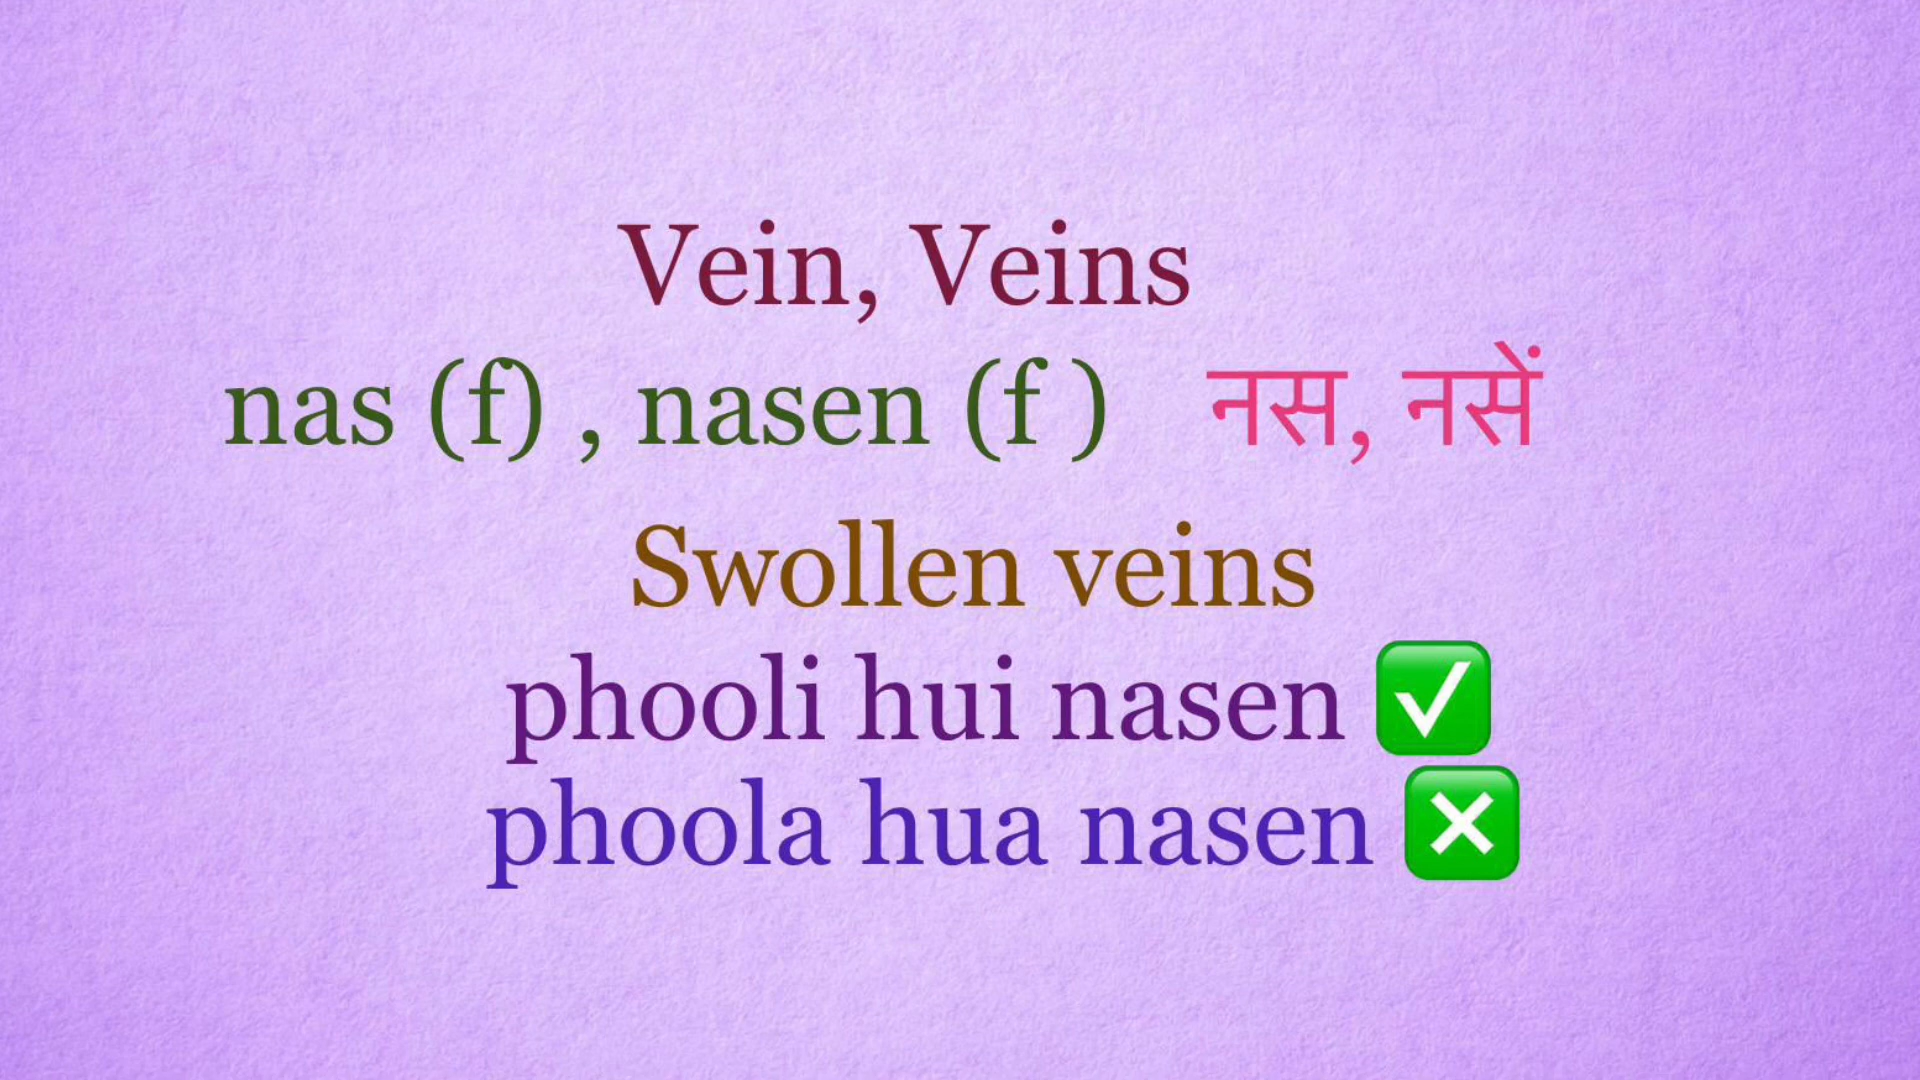 Vein, Veins
nas (f) , nasen (f ) नस, नसें
Swollen veins
phooli hui nasen ✅
phoola hua nasen ❎